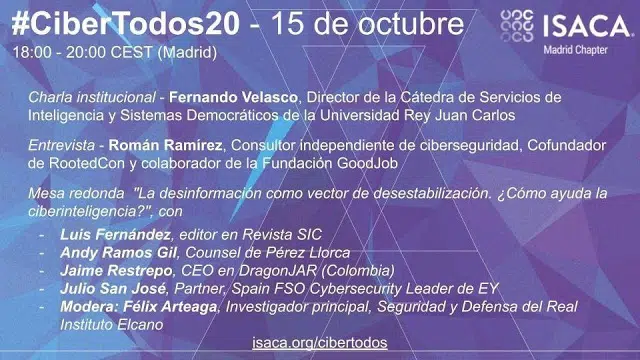 #CiberTodos20 - 15 de octubre
18:00 - 20:00 CEST (Madrid)
ISACA®
Madrid Chapter
Charla institucional - Fernando Velasco, Director de la Cátedra de Servicios de
Inteligencia y Sistemas Democráticos de la Universidad Rey Juan Carlos
Entrevista - Román Ramírez, Consultor independiente de ciberseguridad, Cofundador
de RootedCon y colaborador de la Fundación GoodJob
Mesa redonda "La desinformación como vector de desestabilización. ¿Cómo ayuda la
ciberinteligencia?", con
- Luis Fernández, editor en Revista SIC
- Andy Ramos Gil, Counsel de Pérez Llorca
- Jaime Restrepo, CEO en DragonJAR (Colombia)
- Julio San José, Partner, Spain FSO Cybersecurity Leader de EY
- Modera: Félix Arteaga, Investigador principal, Seguridad y Defensa del Real
Instituto Elcano
isaca.org/cibertodos